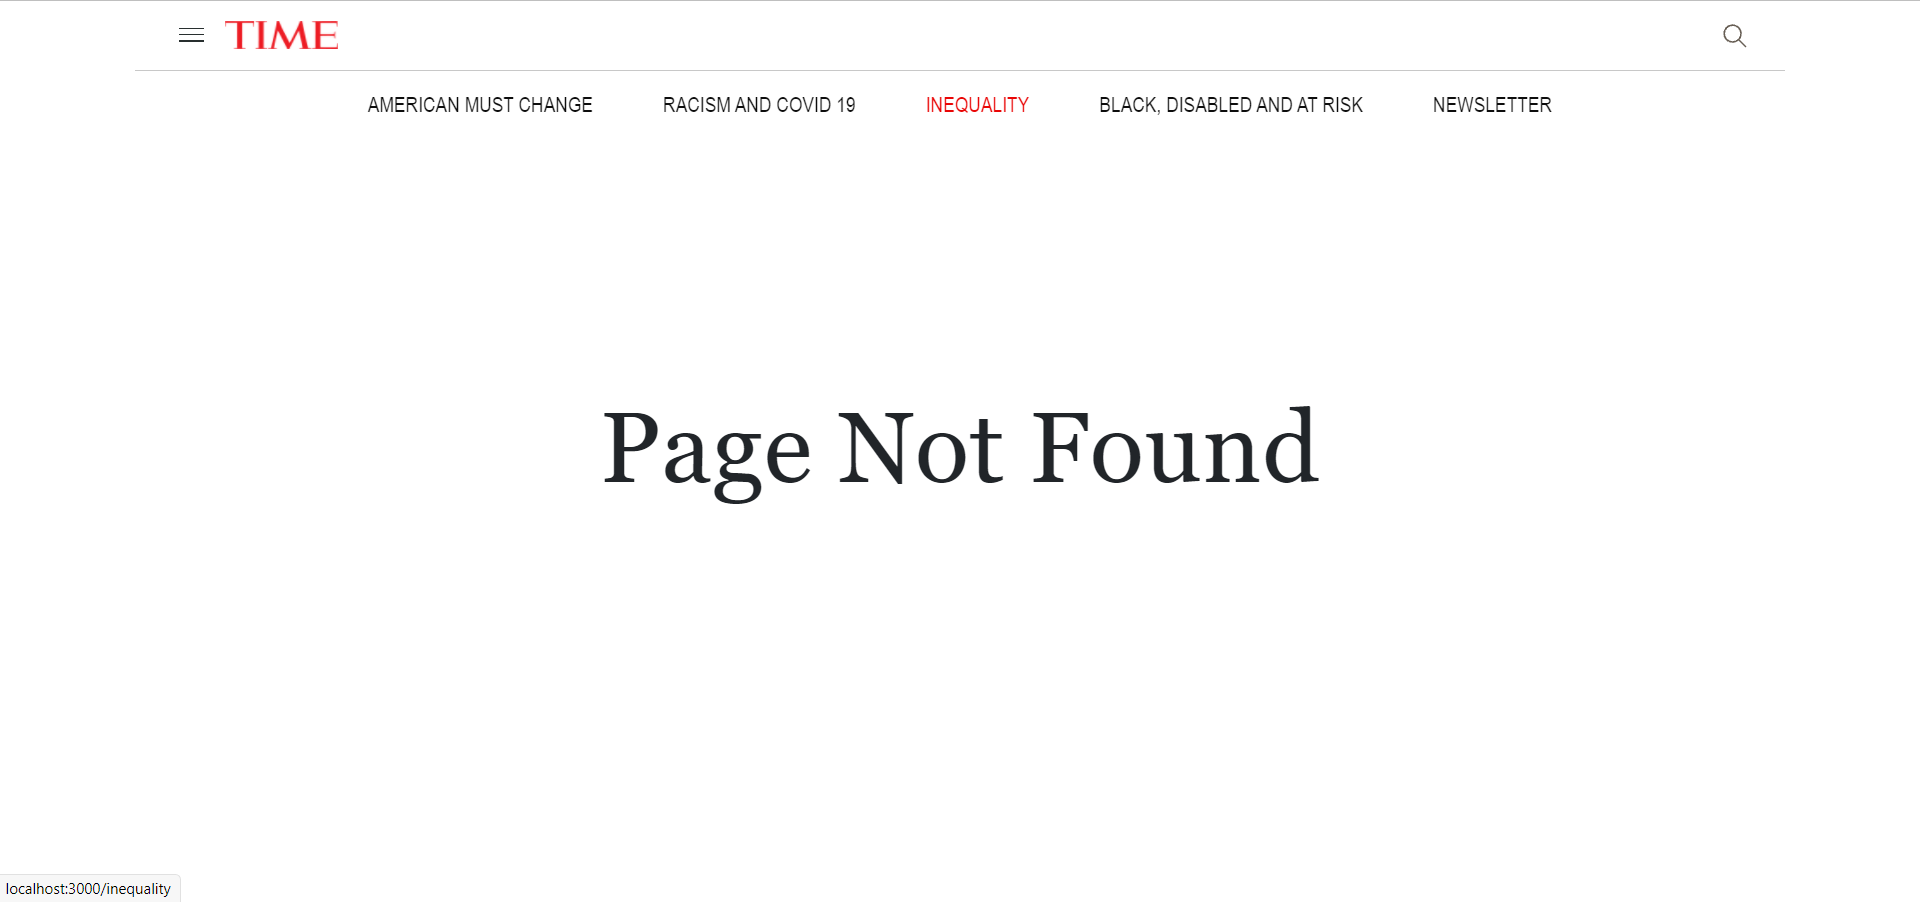 TIME
AMERICAN MUST CHANGE RACISM AND COVID 19 INEQUALITY BLACK, DISABLED AND AT RISK NEWSLETTER
Page Not Found
localhost:3000/inequality